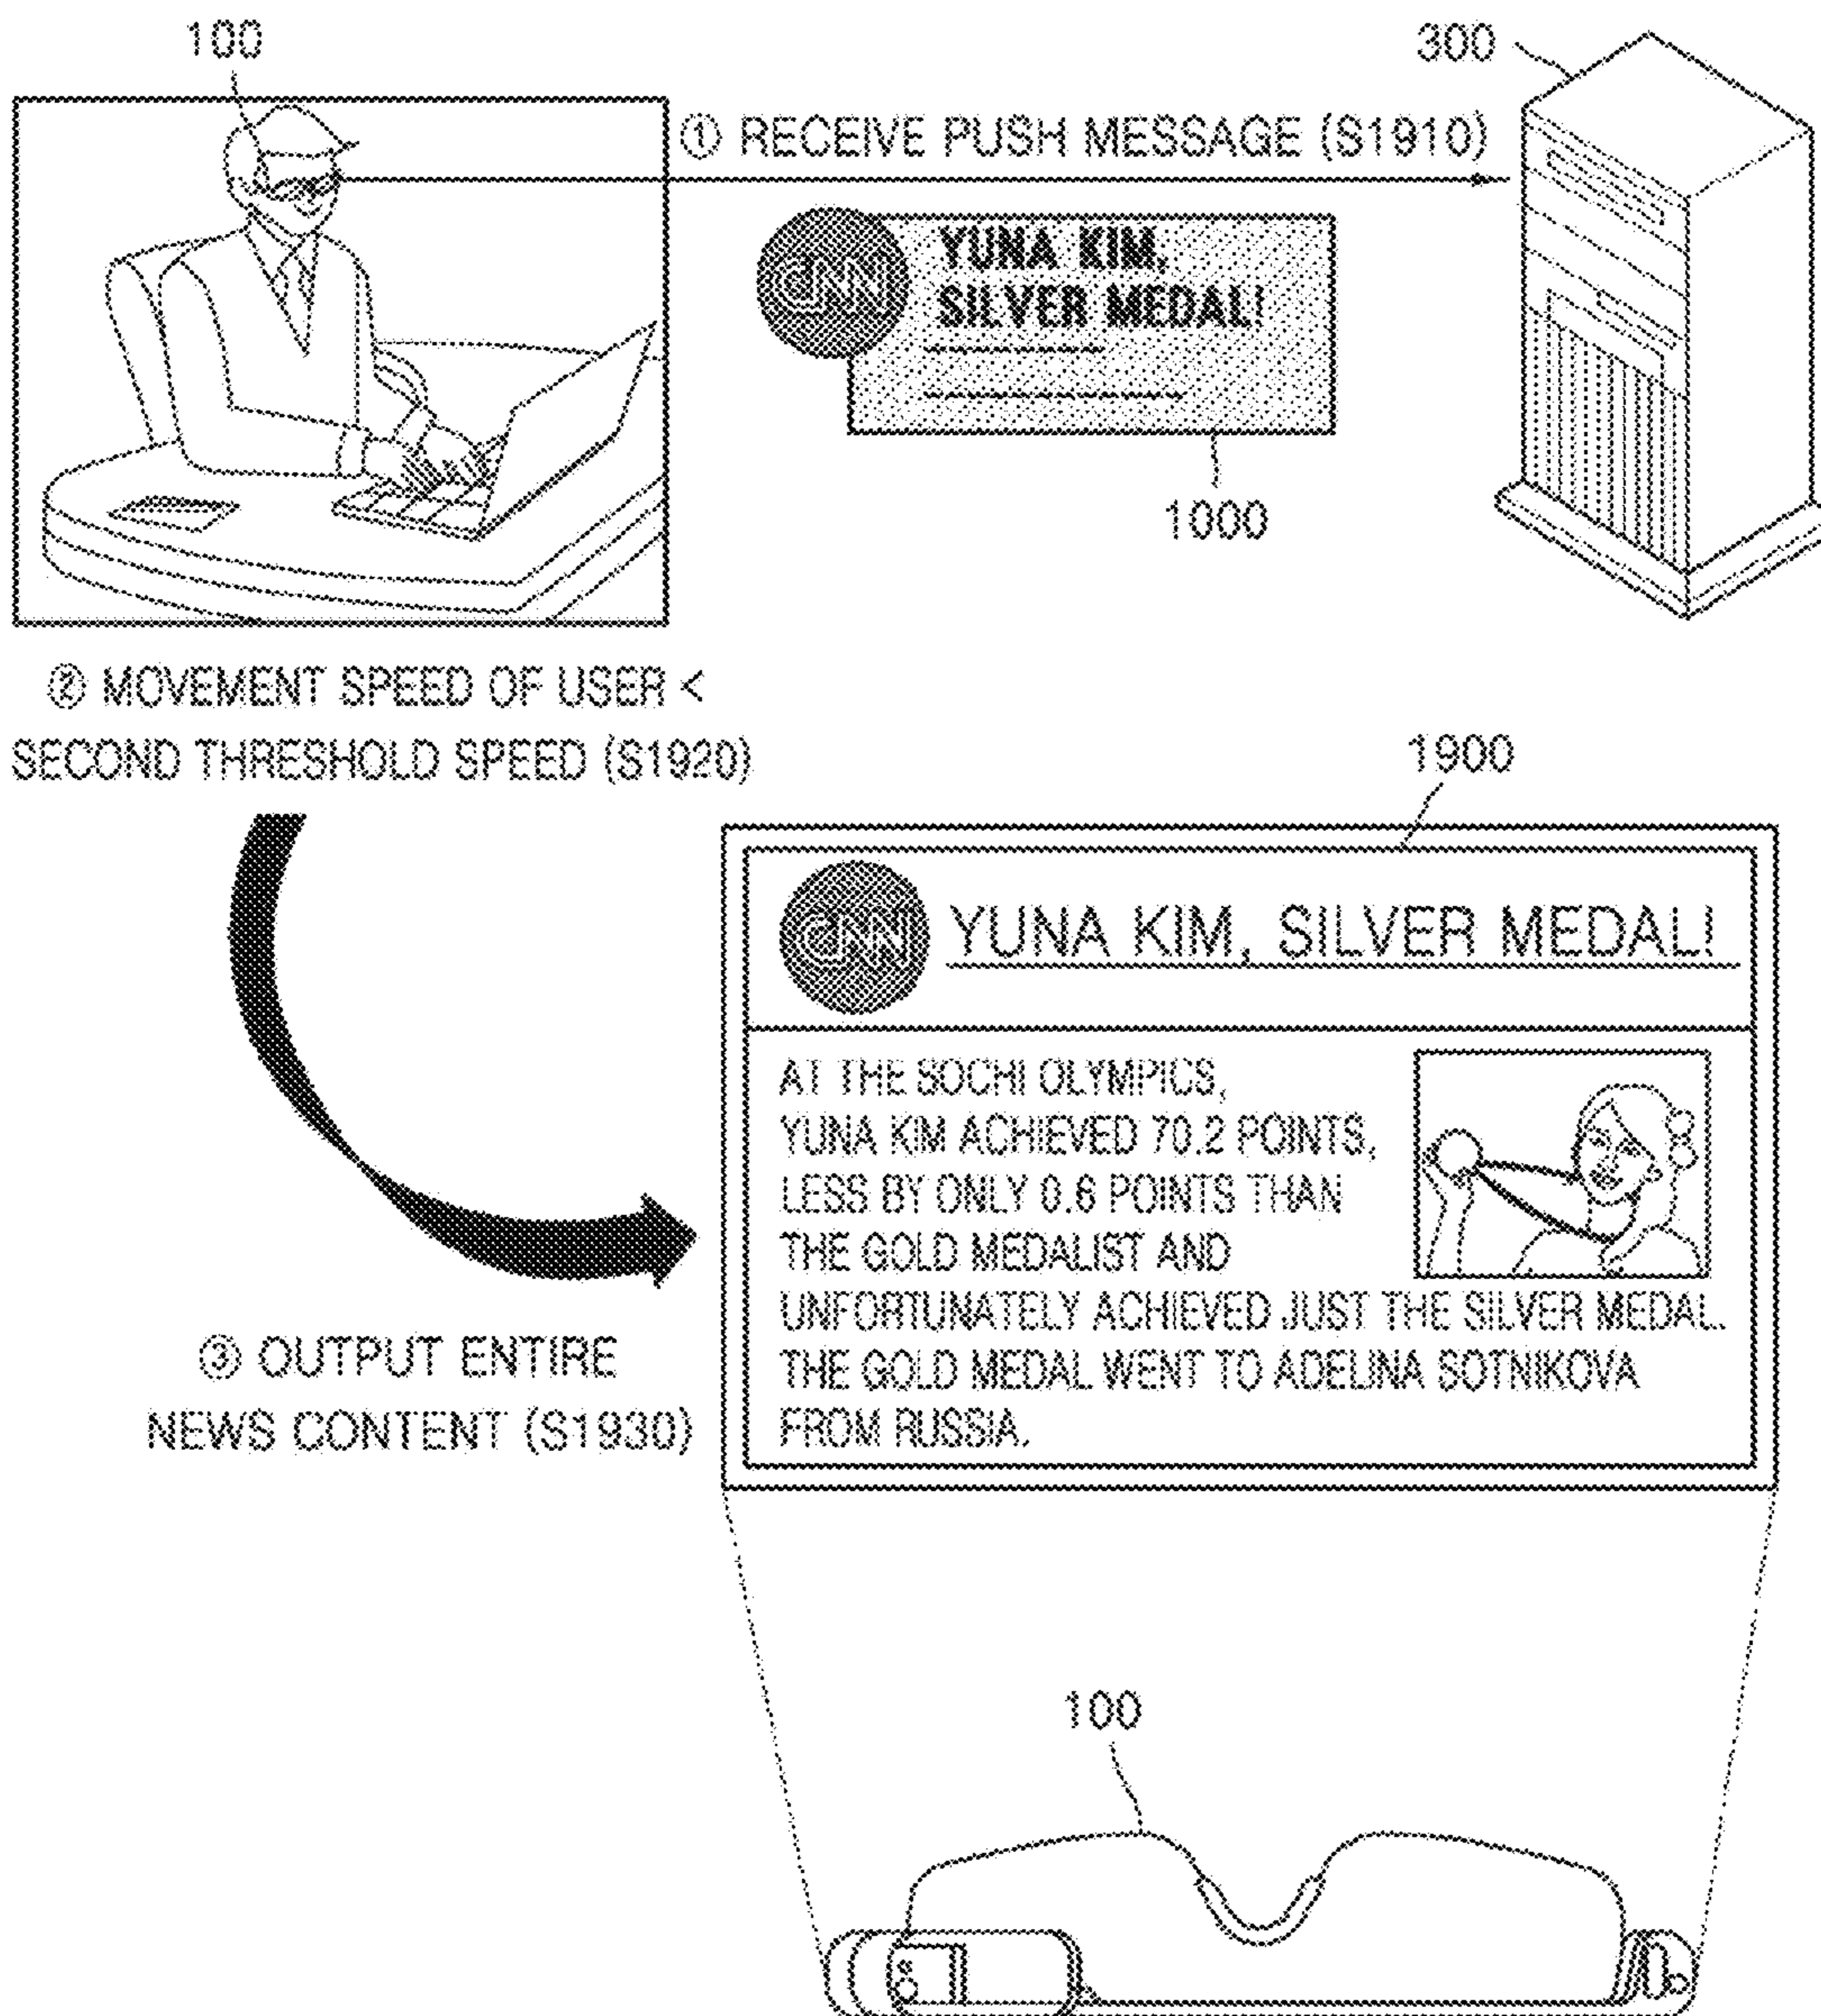 100
300
① RECEIVE PUSH MESSAGE (S1910)
CNN
YUNA KIM,
SILVER MEDAL!
1000
② MOVEMENT SPEED OF USER <
SECOND THRESHOLD SPEED (S1920)
1900
CNN
YUNA KIM, SILVER MEDAL!
AT THE SOCHI OLYMPICS,
YUNA KIM ACHIEVED 70.2 POINTS,
LESS BY ONLY 0.6 POINTS THAN
THE GOLD MEDALIST AND
UNFORTUNATELY ACHIEVED JUST THE SILVER MEDAL.
THE GOLD MEDAL WENT TO ADELINA SOTNIKOVA
FROM RUSSIA.
③ OUTPUT ENTIRE
NEWS CONTENT (S1930)
100